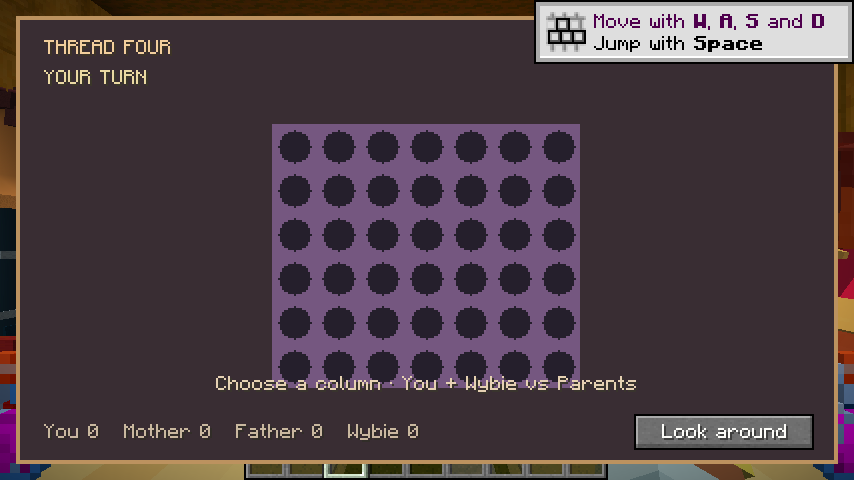 THREAD FOUR
YOUR TURN
Move with W, A, S and D
Jump with Space
Choose a column · You + Wybie vs Parents
You 0 Mother 0 Father 0 Wybie 0
Look around